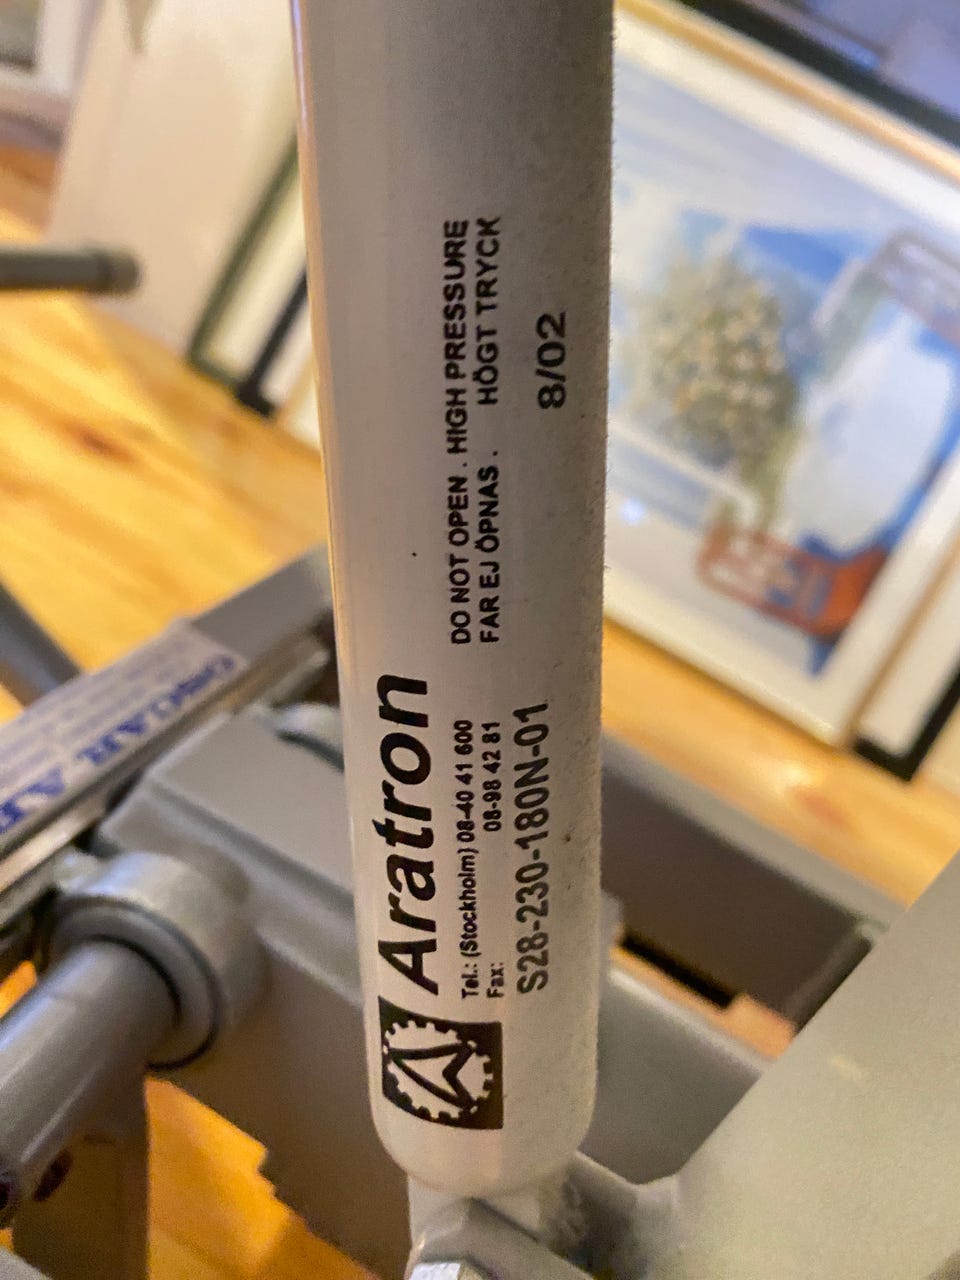 Aratron
Tel.: (Stockholm) 08-40 41 600
Fax: 08-98 42 81
S28-230-180N-01
DO NOT OPEN . HIGH PRESSURE
FAR EJ ÖPNAS . HÖGT TRYCK
8/02